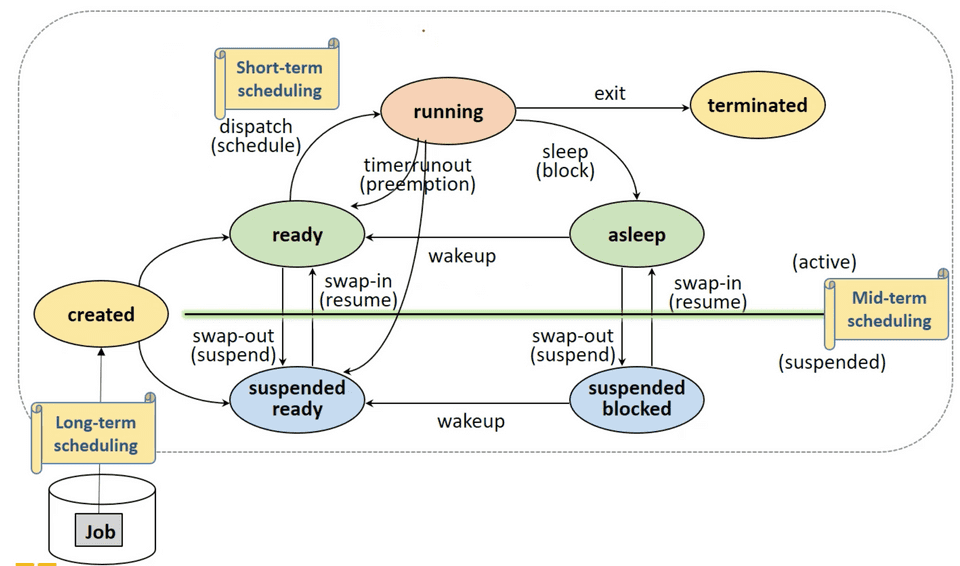 Short-term
scheduling
running
exit
terminated
dispatch
(schedule)
timerrunout
(preemption)
sleep
(block)
ready
asleep
wakeup
(active)
created
swap-in
(resume)
swap-in
(resume)
Mid-term
scheduling
swap-out
(suspend)
swap-out
(suspend)
(suspended)
suspended
ready
suspended
blocked
wakeup
Long-term
scheduling
Job